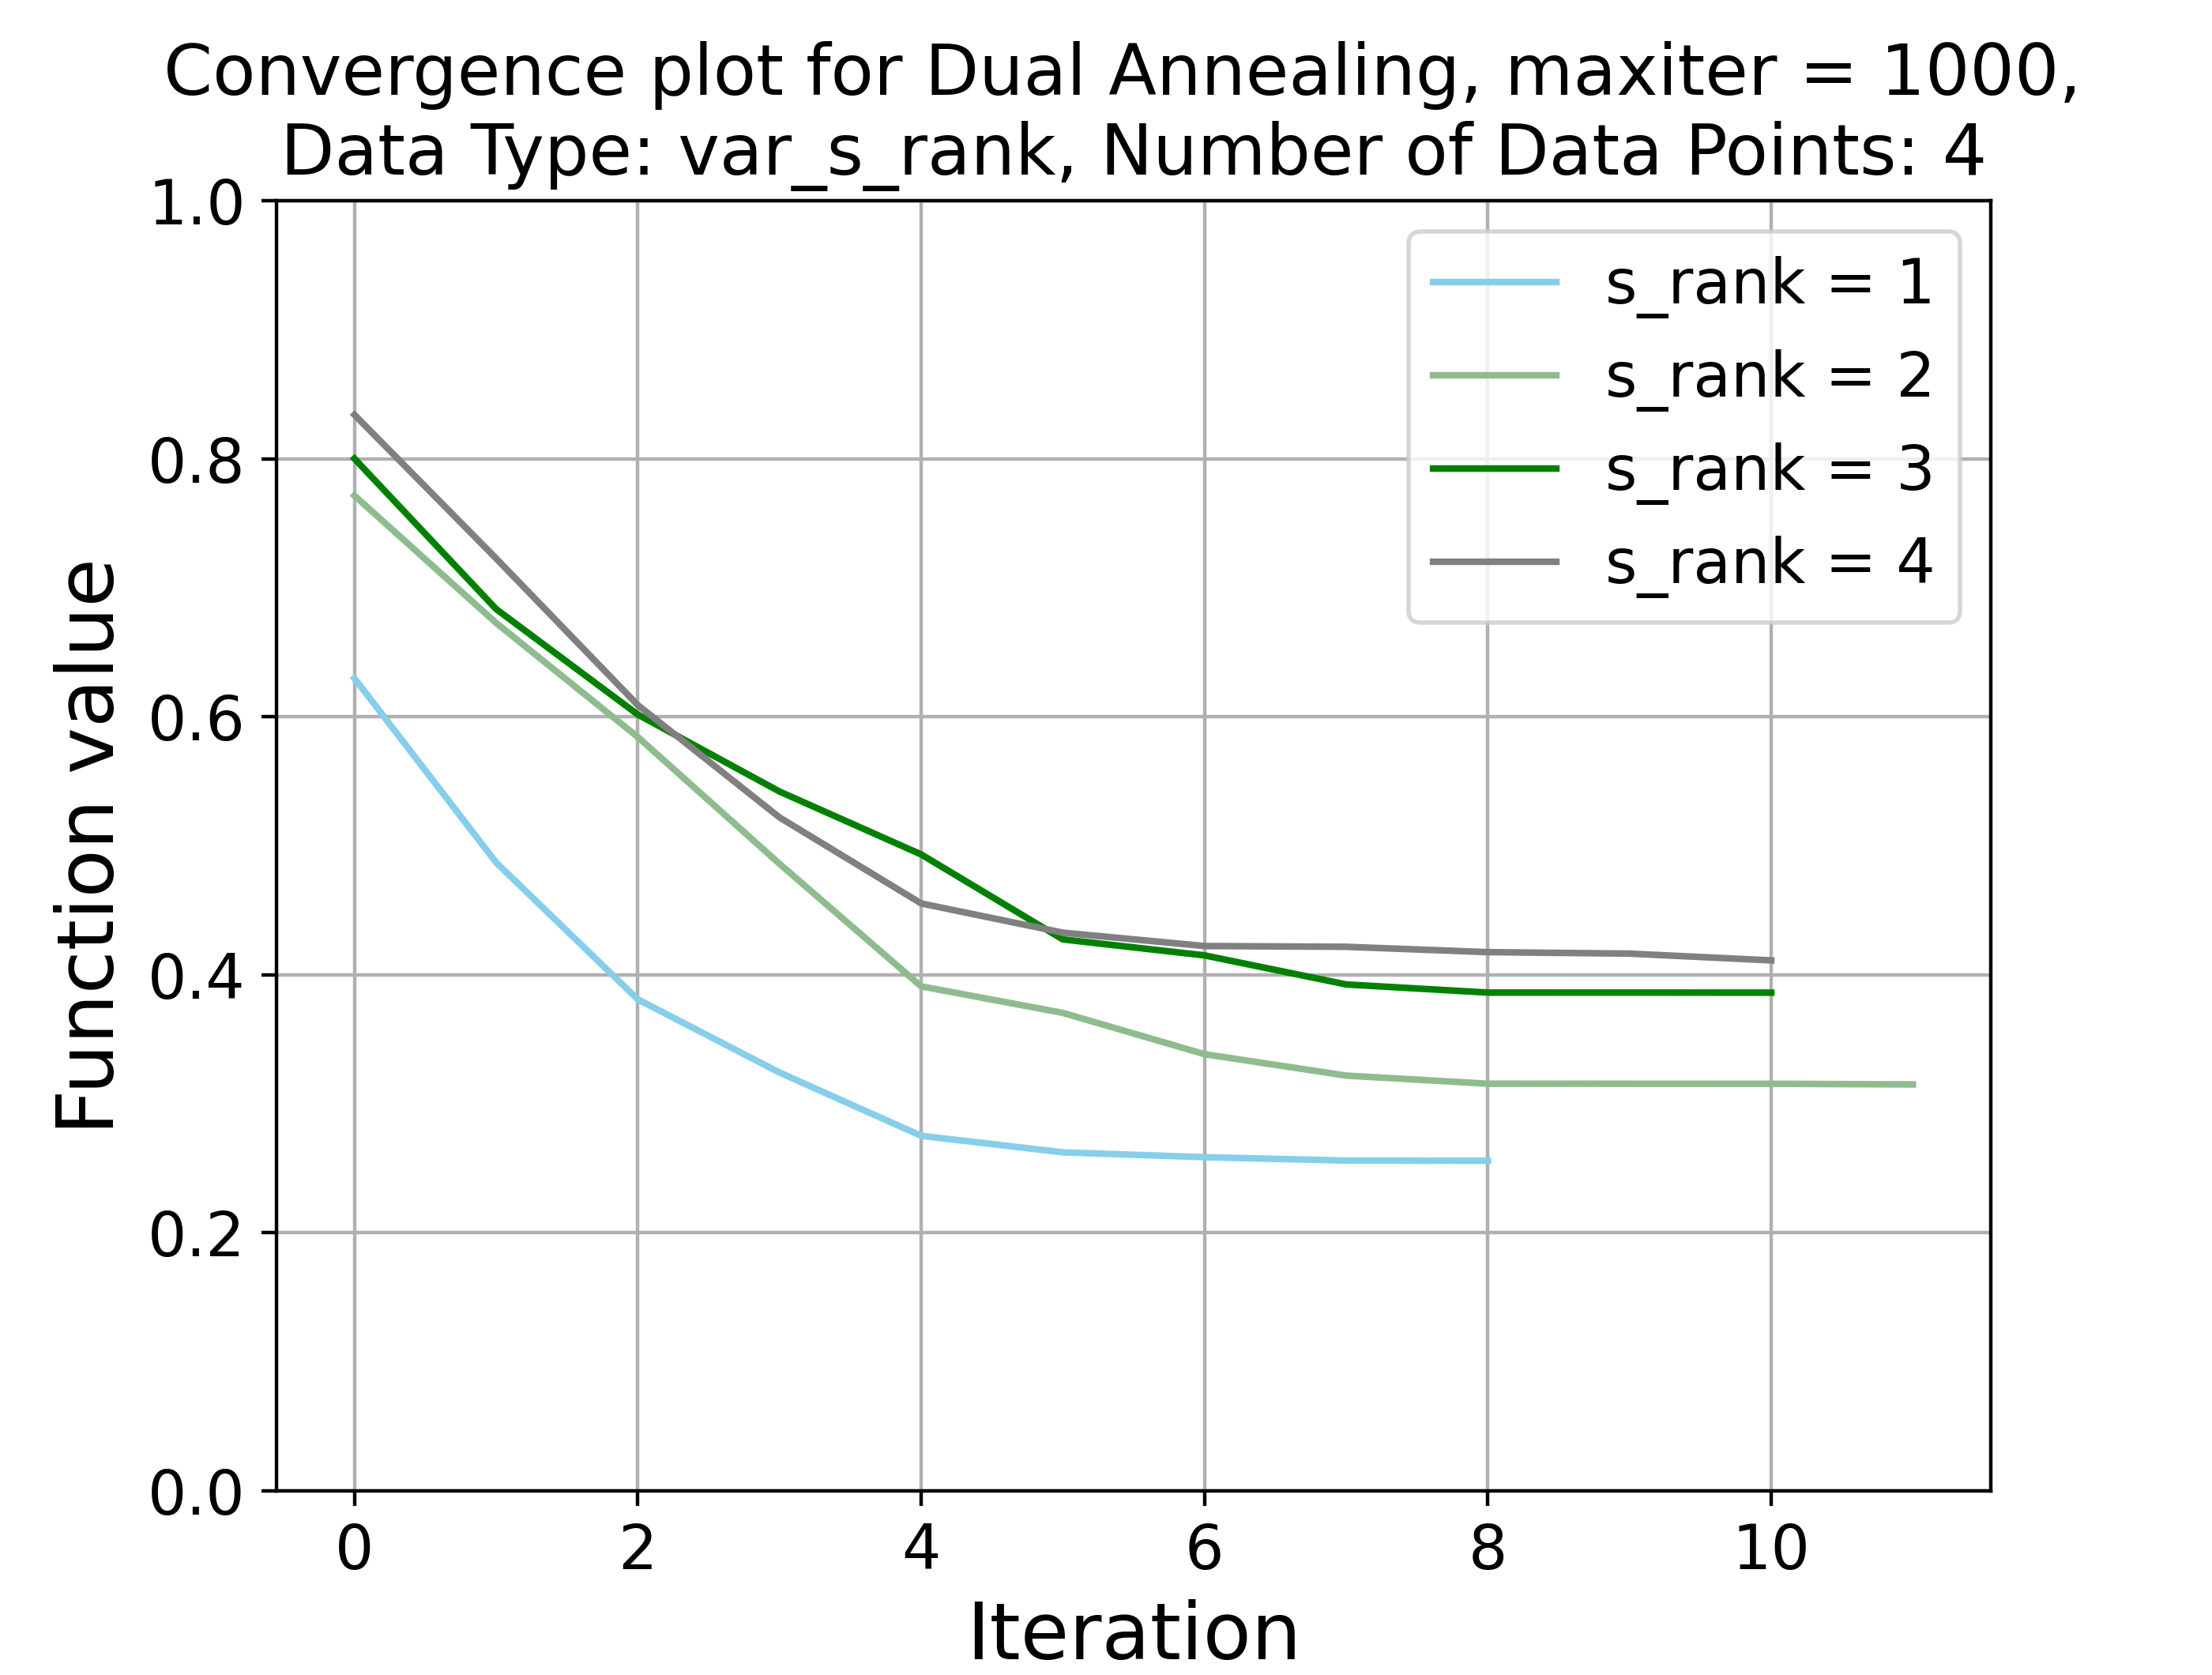 Convergence plot for Dual Annealing, maxiter = 1000,
Data Type: var_s_rank, Number of Data Points: 4
1.0
0.8
0.6
0.4
0.2
0.0
Function value
s_rank = 1
s_rank = 2
s_rank = 3
s_rank = 4
0 2 4 6 8 10
Iteration